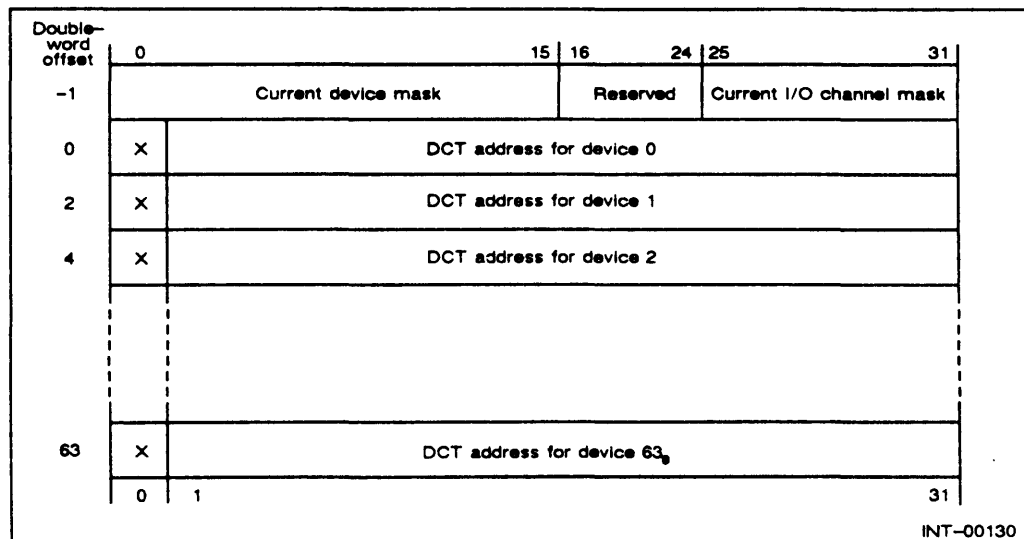 Double-
word
offset
0 15 16 24 25 31
-1 Current device mask Reserved Current I/O channel mask
0 × DCT address for device 0
2 × DCT address for device 1
4 × DCT address for device 2
63 × DCT address for device 63₈
0 1 31
INT-00130